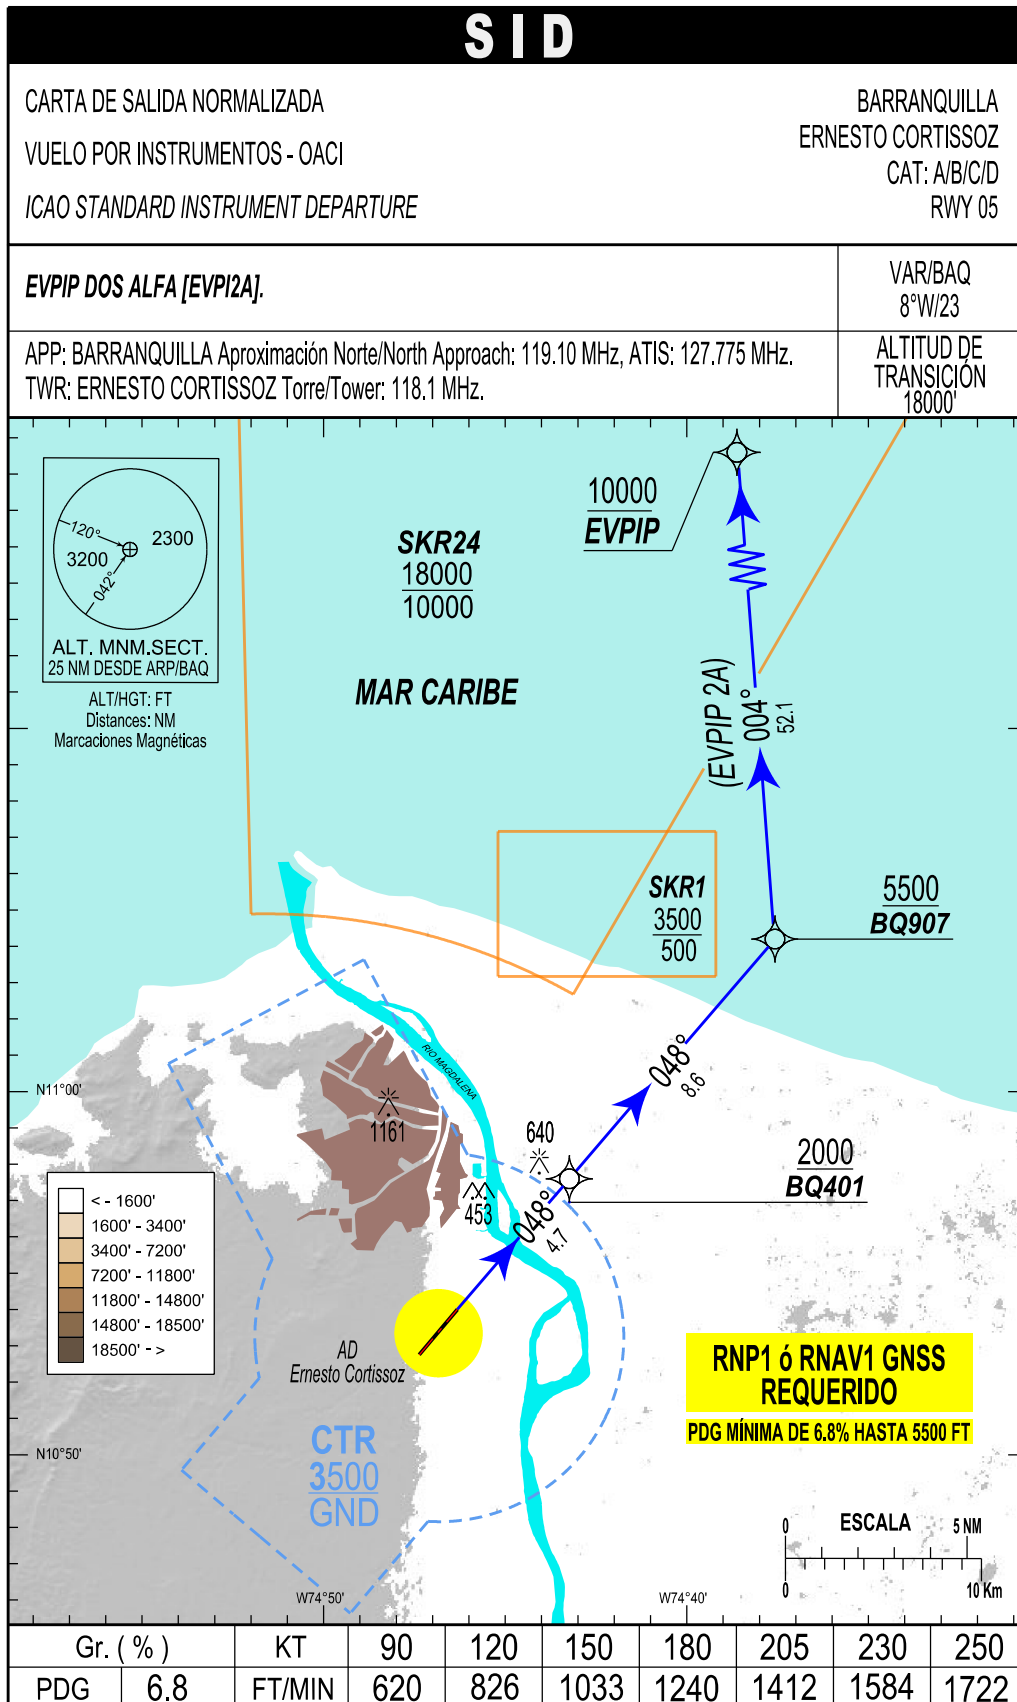 SID
CARTA DE SALIDA NORMALIZADA
VUELO POR INSTRUMENTOS - OACI
ICAO STANDARD INSTRUMENT DEPARTURE
BARRANQUILLA
ERNESTO CORTISSOZ
CAT: A/B/C/D
RWY 05
EVPIP DOS ALFA [EVPI2A].
VAR/BAQ
8°W/23
APP: BARRANQUILLA Aproximación Norte/North Approach: 119.10 MHz, ATIS: 127.775 MHz.
TWR: ERNESTO CORTISSOZ Torre/Tower: 118.1 MHz.
ALTITUD DE
TRANSICIÓN
18000'
120°
2300
3200
042°
ALT. MNM.SECT.
25 NM DESDE ARP/BAQ
ALT/HGT: FT
Distances: NM
Marcaciones Magnéticas
SKR24
18000
10000
10000
EVPIP
MAR CARIBE
(EVPIP 2A)
004°
52.1
SKR1
3500
500
5500
BQ907
048°
8.6
RIO MAGDALENA
N11°00'
1161
640
453
2000
BQ401
048°
4.7
< - 1600'
1600' - 3400'
3400' - 7200'
7200' - 11800'
11800' - 14800'
14800' - 18500'
18500' - >
AD
Ernesto Cortissoz
RNP1 ó RNAV1 GNSS
REQUERIDO
PDG MÍNIMA DE 6.8% HASTA 5500 FT
N10°50'
CTR
3500
GND
0 ESCALA 5 NM
0 10 Km
W74°50'
W74°40'
Gr. ( % ) KT 90 120 150 180 205 230 250
PDG 6.8 FT/MIN 620 826 1033 1240 1412 1584 1722